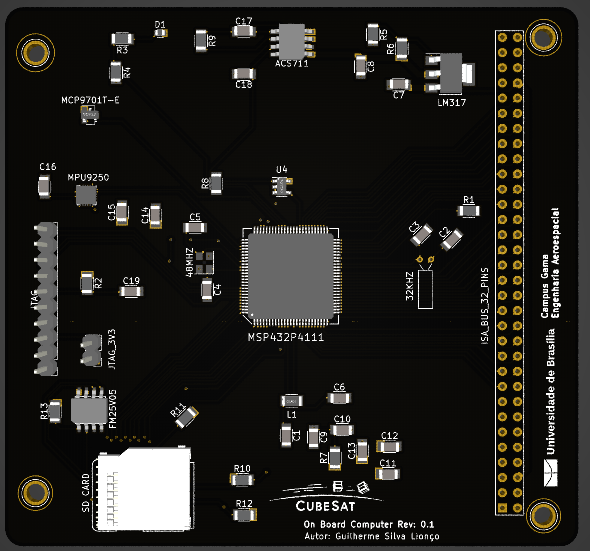 D1
C17
R3
R9
R5
R6
ACS711
R4
C8
C18
C7
LM317
MCP9701T-E
C16
MPU9250
R8
U4
C15
C14
C5
R1
C3
C2
48MHZ
C4
32KHZ
JTAG
R2
C19
MSP432P4111
ISA_BUS_32_PINS
JTAG_3V3
Campus Gama
Engenharia Aeroespacial
Universidade de Brasília
R13
FM25V05
R11
L1
C6
C1
C9
C10
R7
C13
C12
C11
SD CARD
R10
R12
CUBESAT
On Board Computer Rev: 0.1
Autor: Guilherme Silva Lionço